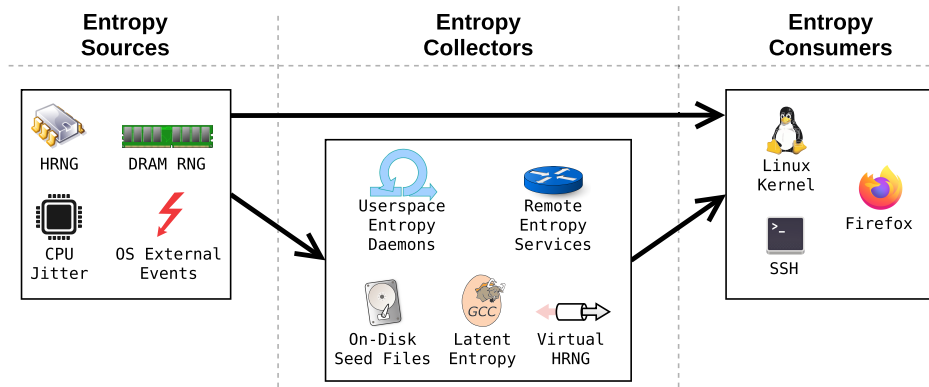 Entropy
Sources
Entropy
Collectors
Entropy
Consumers
HRNG
DRAM RNG
CPU
Jitter
OS External
Events
Userspace
Entropy
Daemons
Remote
Entropy
Services
On-Disk
Seed Files
GCC
Latent
Entropy
Virtual
HRNG
Linux
Kernel
>_
SSH
Firefox